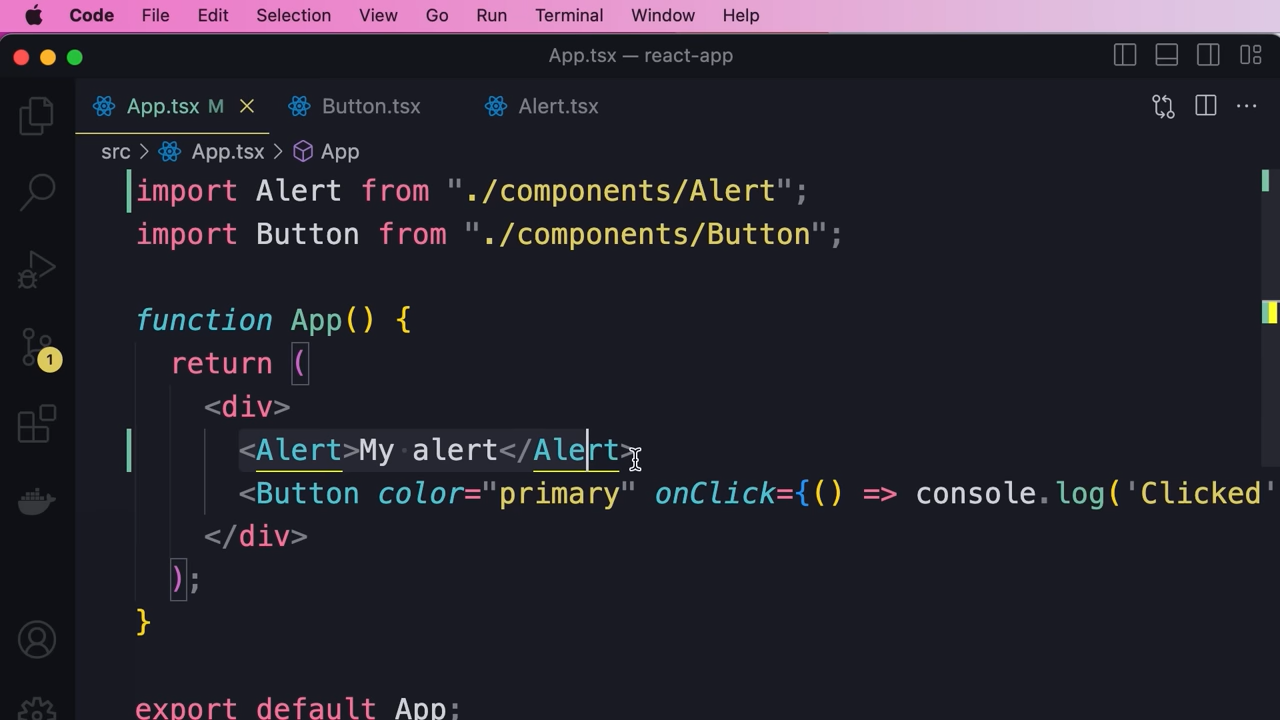 Code File Edit Selection View Go Run Terminal Window Help
App.tsx — react-app
App.tsx M Button.tsx Alert.tsx
src > App.tsx > App
import Alert from "./components/Alert";
import Button from "./components/Button";
function App() {
return (
<div>
<Alert>My alert</Alert>
<Button color="primary" onClick={() => console.log('Clicked'
</div>
);
}
export default App;
1